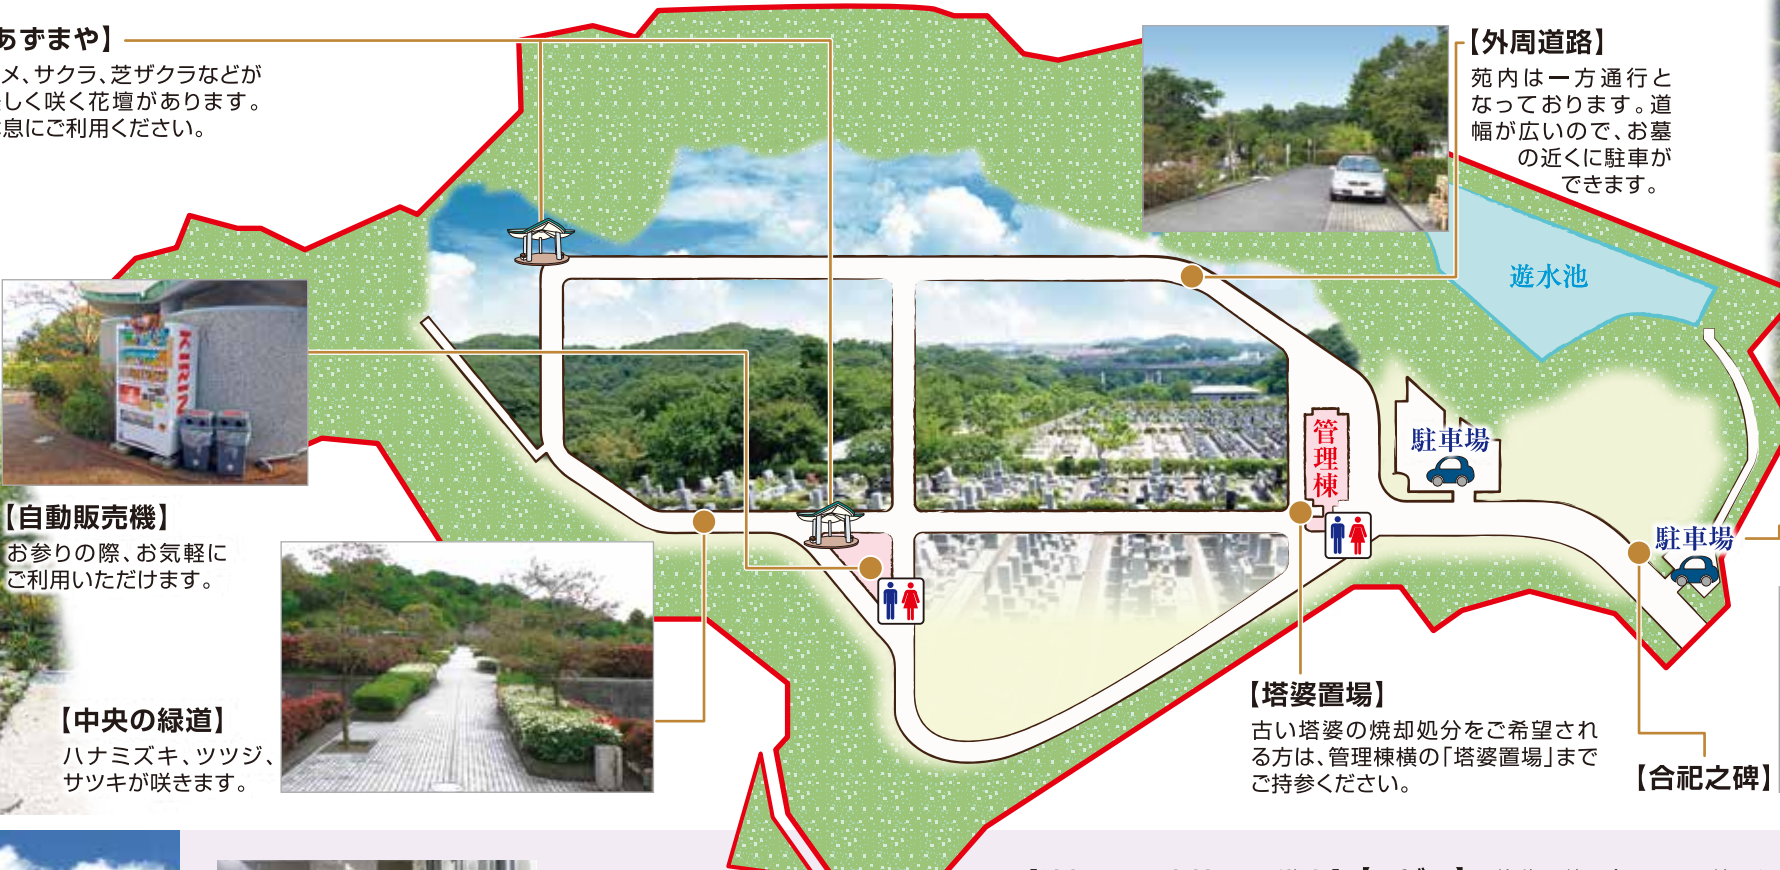 あずまや】
メ、サクラ、芝ザクラなどが
しく咲く花壇があります。
息にご利用ください。
【外周道路】
苑内は一方通行と
なっております。道
幅が広いので、お墓
の近くに駐車が
できます。
遊水池
KIRIN
【自動販売機】
お参りの際、お気軽に
ご利用いただけます。
管理棟
駐車場
駐車場
【中央の緑道】
ハナミズキ、ツツジ、
サツキが咲きます。
【塔婆置場】
古い塔婆の焼却処分をご希望され
る方は、管理棟横の「塔婆置場」まで
ご持参ください。
【合祀之碑】